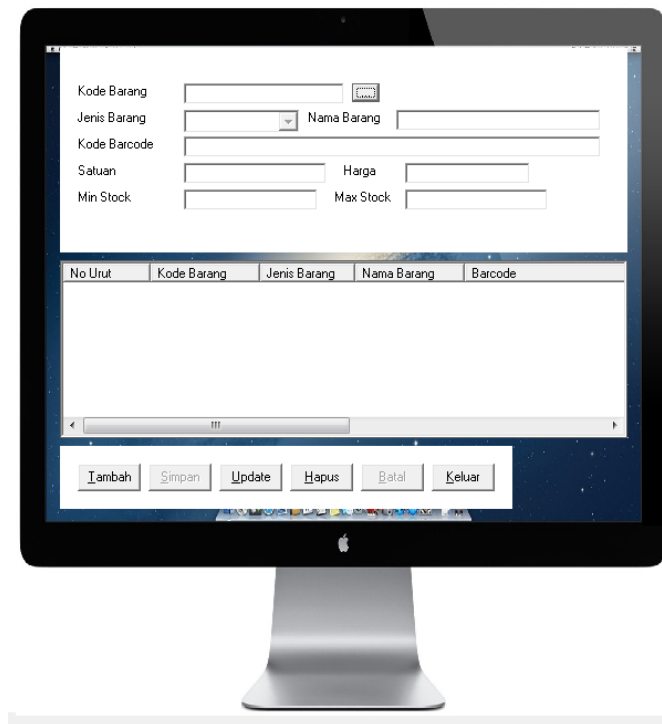 Kode Barang
...
Jenis Barang Nama Barang
Kode Barcode
Satuan Harga
Min Stock Max Stock
No Urut Kode Barang Jenis Barang Nama Barang Barcode
Tambah Simpan Update Hapus Batal Keluar